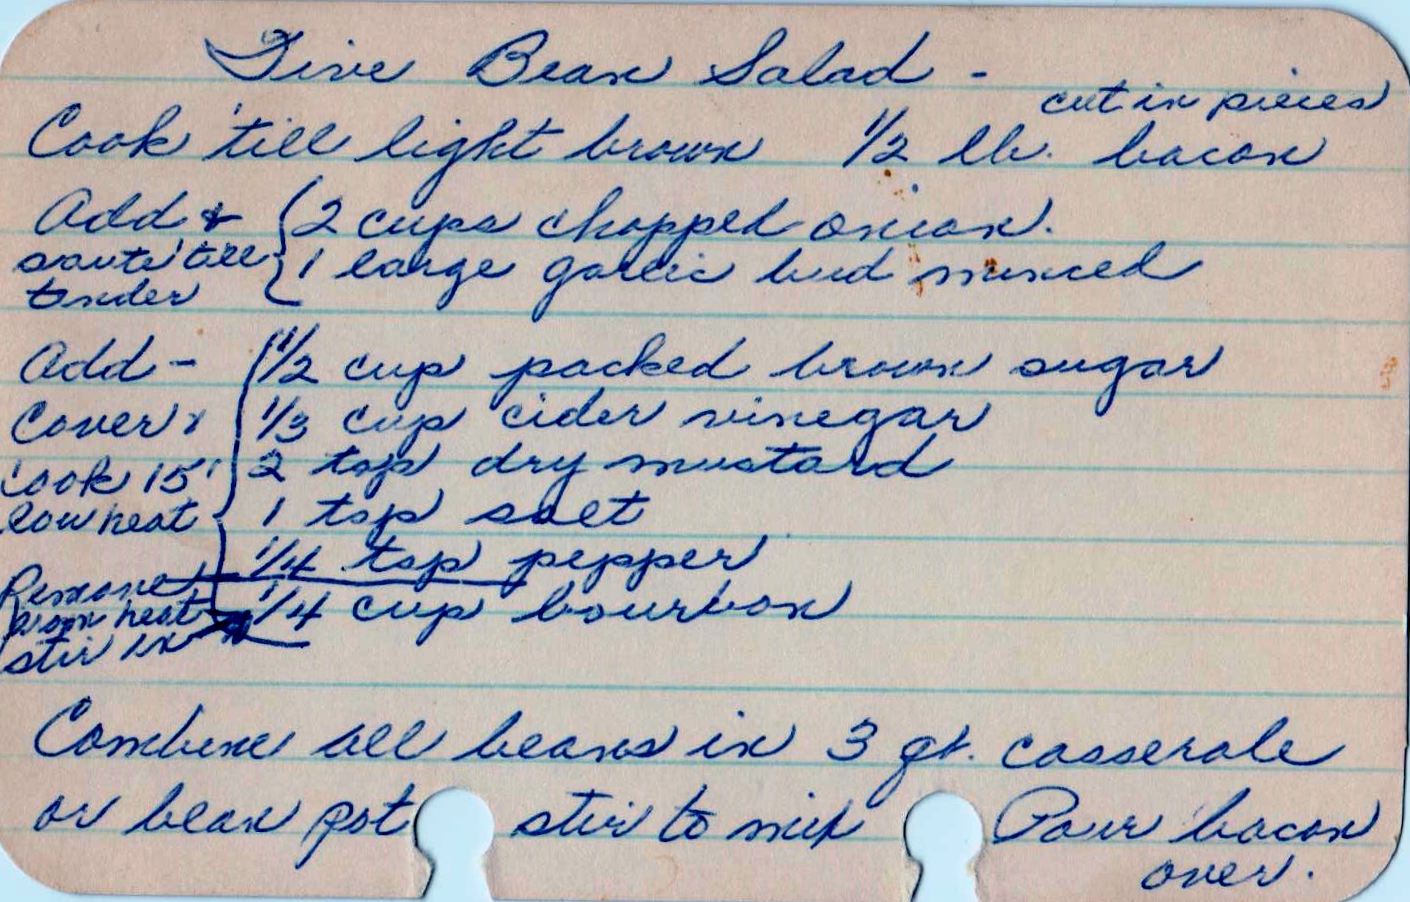 Five Bean Salad -
cut in pieces
Cook 'till light brown 1/2 lb. bacon
Add & { 2 cups chopped onion.
saute 'till { 1 large garlic bud minced
tender
Add - 1/2 cup packed brown sugar
Cover & 1/3 cup cider vinegar
Cook 15' 2 tsp dry mustard
low heat 1 tsp salt
1/4 tsp pepper
Remove
from heat 1/4 cup bourbon
stir in
Combine all beans in 3 qt. casserole
or bean pot stir to mix Pour bacon
over.